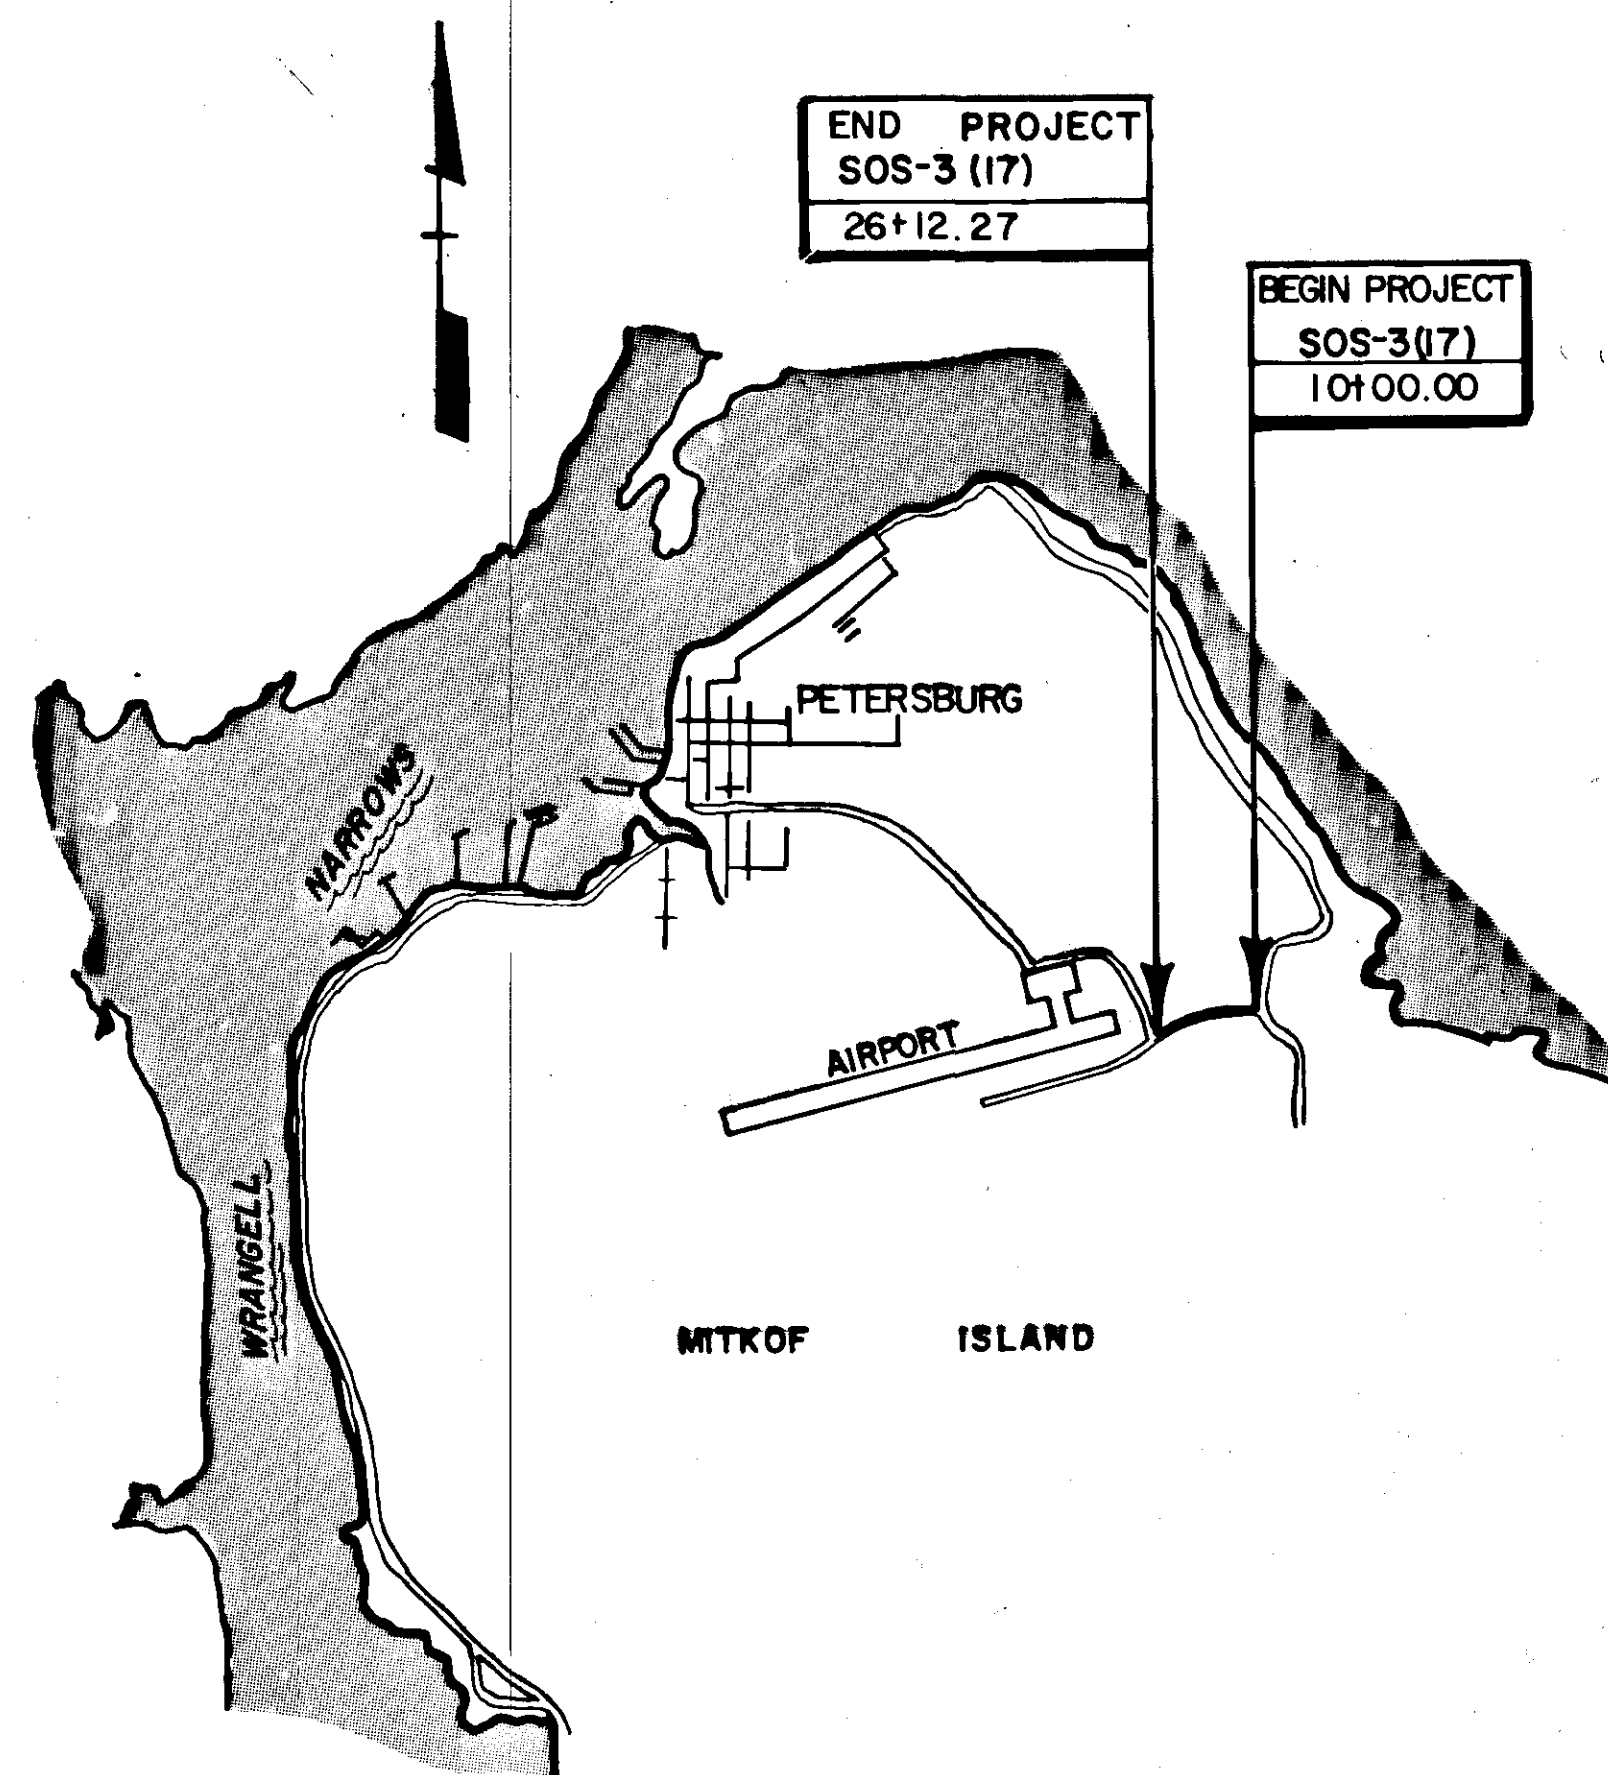 END PROJECT
SOS-3 (17)
26+12.27
BEGIN PROJECT
SOS-3(17)
10+00.00
PETERSBURG
NARROWS
AIRPORT
WRANGELL
MITKOF ISLAND